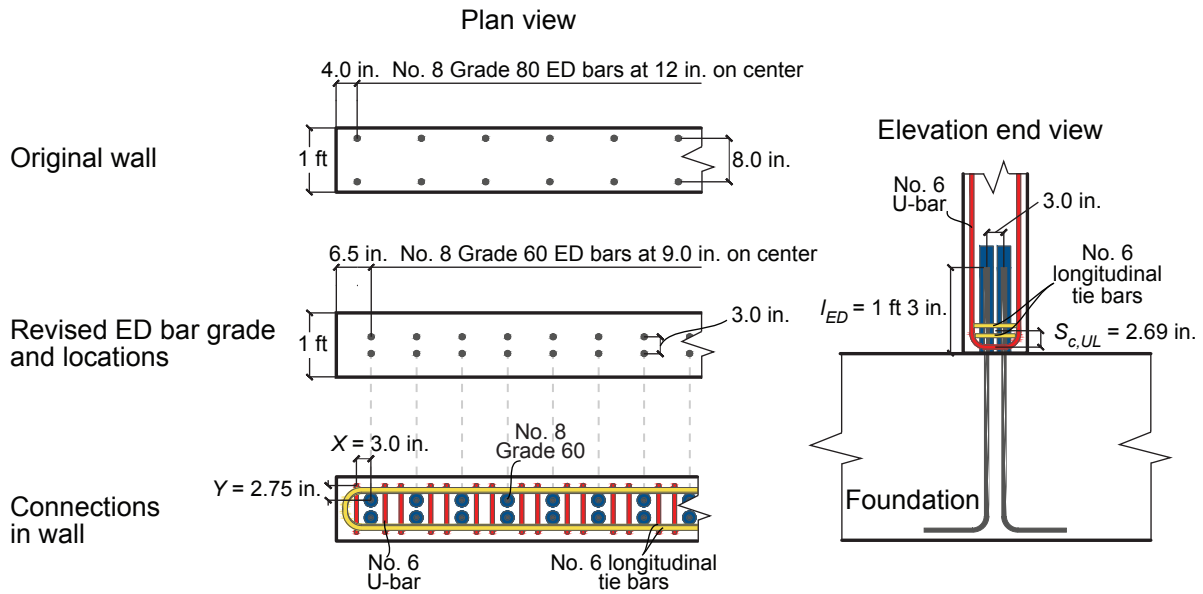 Plan view
4.0 in. No. 8 Grade 80 ED bars at 12 in. on center
Original wall
1 ft
8.0 in.
6.5 in. No. 8 Grade 60 ED bars at 9.0 in. on center
Revised ED bar grade
and locations
1 ft
3.0 in.
X = 3.0 in.
No. 8
Grade 60
Y = 2.75 in.
Connections
in wall
No. 6
U-bar
No. 6 longitudinal
tie bars
Elevation end view
No. 6
U-bar
3.0 in.
No. 6
longitudinal
tie bars
l_ED = 1 ft 3 in.
S_c,UL = 2.69 in.
Foundation